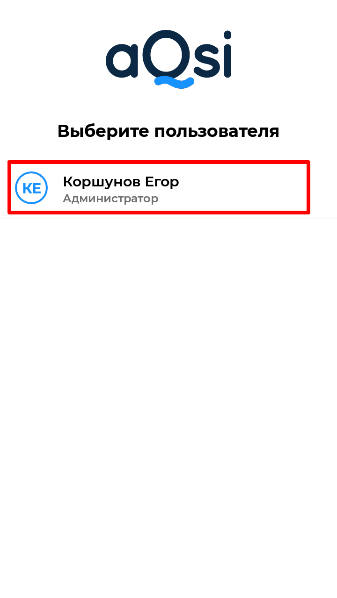 aQsi
Выберите пользователя
КЕ
Коршунов Егор
Администратор